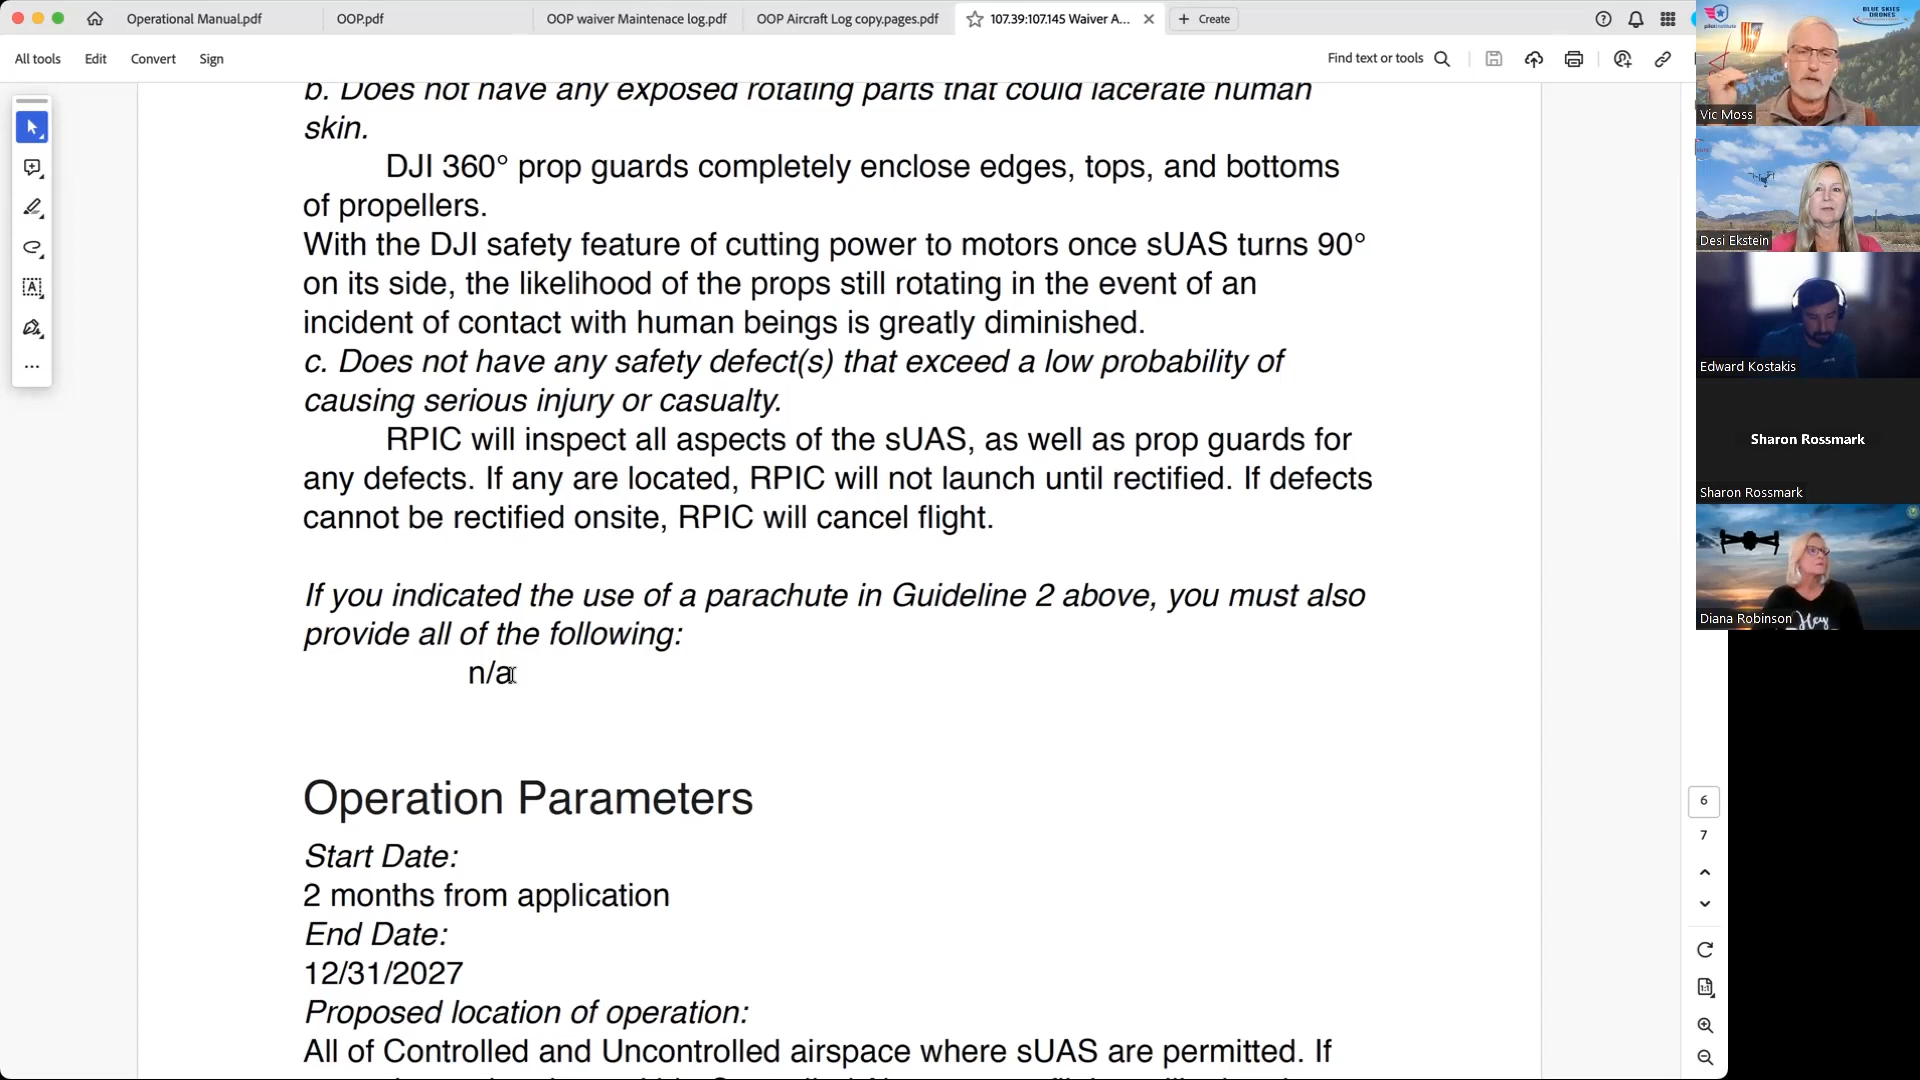 Operational Manual.pdf
OOP.pdf
OOP waiver Maintenace log.pdf
OOP Aircraft Log copy.pages.pdf
107.39:107.145 Waiver A...
Create
All tools
Edit
Convert
Sign
Find text or tools
b. Does not have any exposed rotating parts that could lacerate human
skin.
DJI 360° prop guards completely enclose edges, tops, and bottoms
of propellers.
With the DJI safety feature of cutting power to motors once sUAS turns 90°
on its side, the likelihood of the props still rotating in the event of an
incident of contact with human beings is greatly diminished.
c. Does not have any safety defect(s) that exceed a low probability of
causing serious injury or casualty.
RPIC will inspect all aspects of the sUAS, as well as prop guards for
any defects. If any are located, RPIC will not launch until rectified. If defects
cannot be rectified onsite, RPIC will cancel flight.
If you indicated the use of a parachute in Guideline 2 above, you must also
provide all of the following:
n/a
Operation Parameters
Start Date:
2 months from application
End Date:
12/31/2027
Proposed location of operation:
All of Controlled and Uncontrolled airspace where sUAS are permitted. If
6
7
BLUE SKIES
DRONES
Vic Moss
Desi Ekstein
Edward Kostakis
Sharon Rossmark
Sharon Rossmark
Hey
Diana Robinson